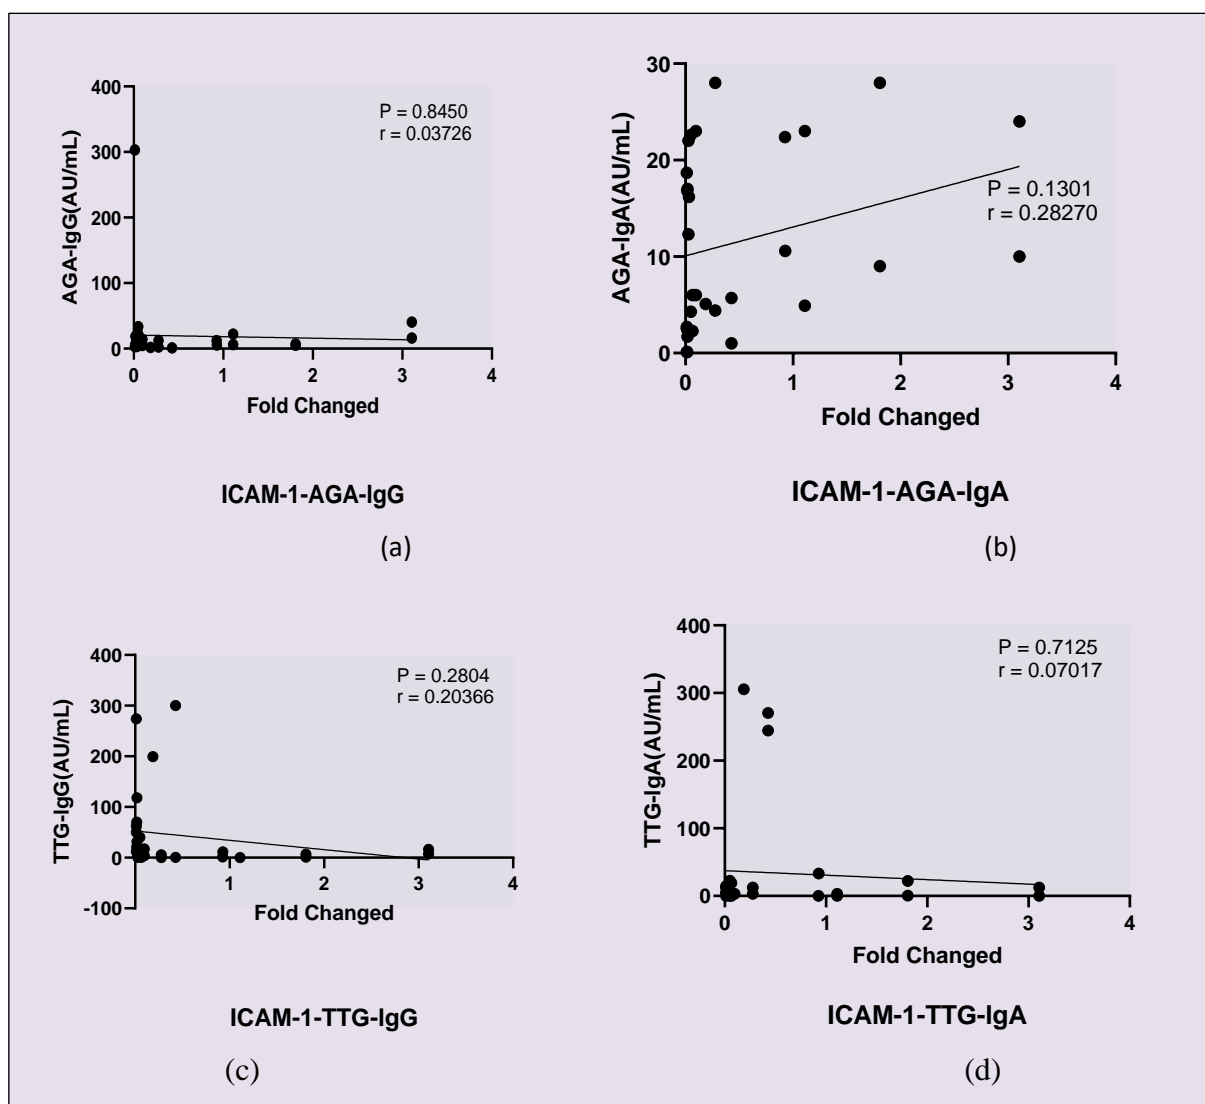 400
300
200
100
0
AGA-IgG(AU/mL)
P = 0.8450
r = 0.03726
0 1 2 3 4
Fold Changed
ICAM-1-AGA-IgG
(a)
30
20
10
0
AGA-IgA(AU/mL)
P = 0.1301
r = 0.28270
0 1 2 3 4
Fold Changed
ICAM-1-AGA-IgA
(b)
400
300
200
100
0
-100
TTG-IgG(AU/mL)
P = 0.2804
r = 0.20366
1 2 3 4
Fold Changed
ICAM-1-TTG-IgG
(c)
400
300
200
100
0
TTG-IgA(AU/mL)
P = 0.7125
r = 0.07017
0 1 2 3 4
Fold Changed
ICAM-1-TTG-IgA
(d)